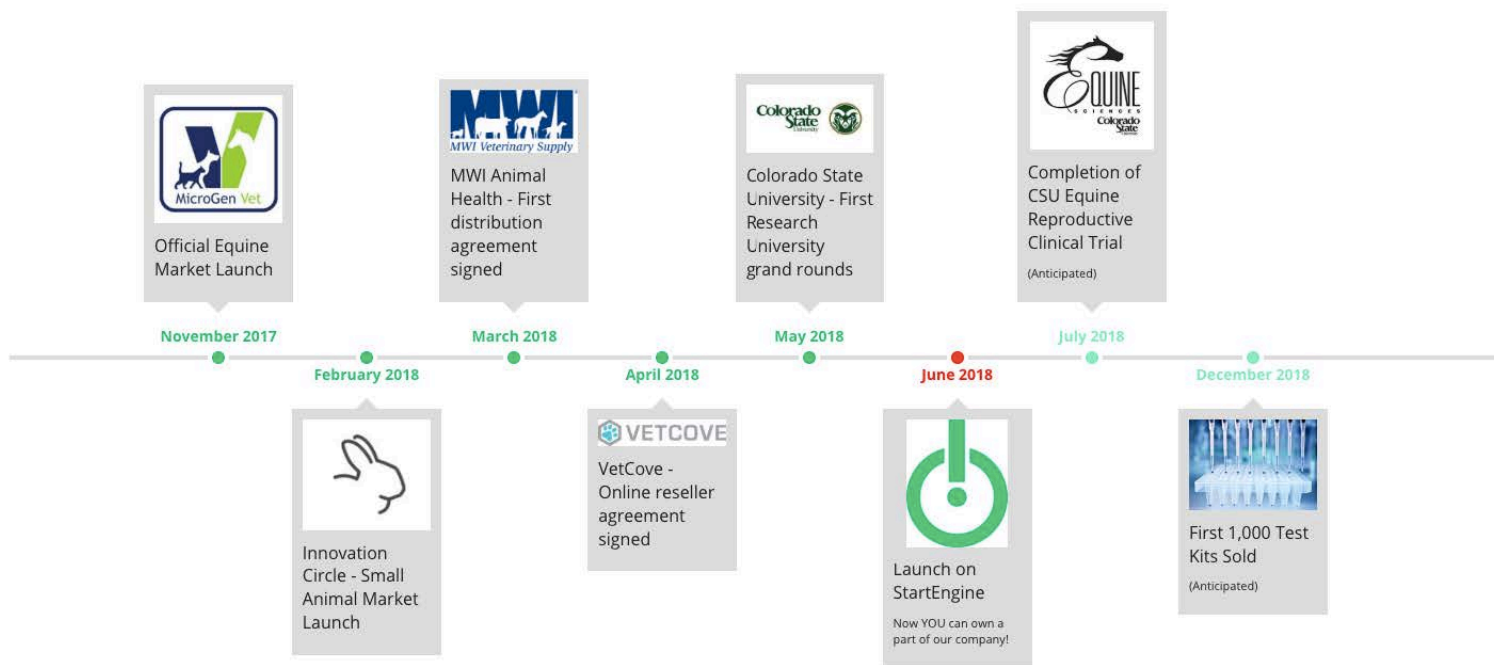 MicroGen Vet
Official Equine
Market Launch
November 2017
February 2018
Innovation
Circle - Small
Animal Market
Launch
MWI
MWI Veterinary Supply
MWI Animal
Health - First
distribution
agreement
signed
March 2018
April 2018
VETCOVE
VetCove -
Online reseller
agreement
signed
Colorado
State
University
Colorado State
University - First
Research
University
grand rounds
May 2018
June 2018
Launch on
StartEngine
Now YOU can own a
part of our company!
EQUINE
SCIENCES
Colorado
State
Completion of
CSU Equine
Reproductive
Clinical Trial
(Anticipated)
July 2018
December 2018
First 1,000 Test
Kits Sold
(Anticipated)